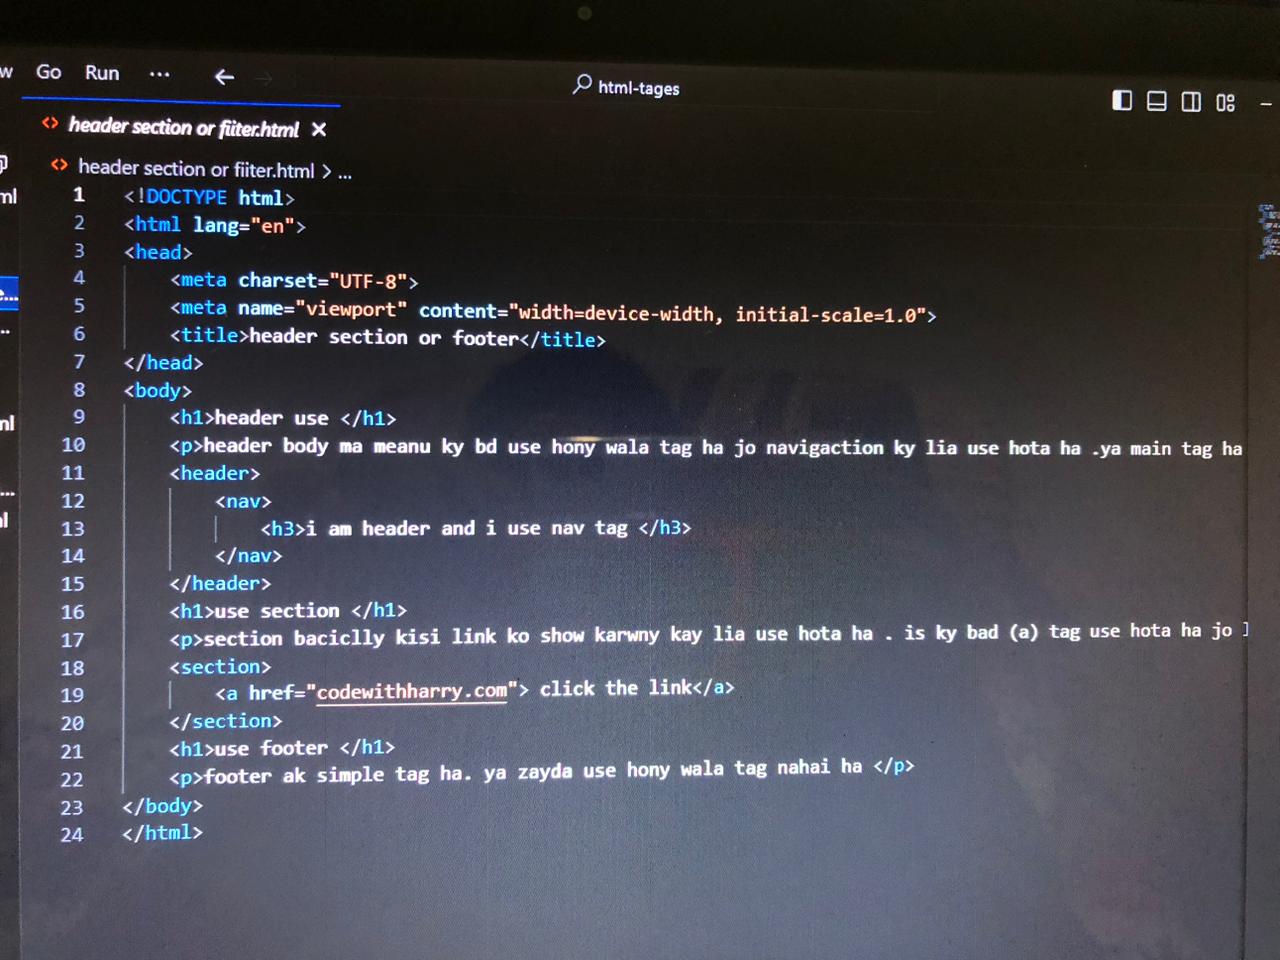 Go Run ... ← → html-tages
<> header section or fiiter.html ×
<> header section or fiiter.html > ...
1 <!DOCTYPE html>
2 <html lang="en">
3 <head>
4 <meta charset="UTF-8">
5 <meta name="viewport" content="width=device-width, initial-scale=1.0">
6 <title>header section or footer</title>
7 </head>
8 <body>
9 <h1>header use </h1>
10 <p>header body ma meanu ky bd use hony wala tag ha jo navigaction ky lia use hota ha .ya main tag ha
11 <header>
12 <nav>
13 <h3>i am header and i use nav tag </h3>
14 </nav>
15 </header>
16 <h1>use section </h1>
17 <p>section baciclly kisi link ko show karwny kay lia use hota ha . is ky bad (a) tag use hota ha jo
18 <section>
19 <a href="codewithharry.com"> click the link</a>
20 </section>
21 <h1>use footer </h1>
22 <p>footer ak simple tag ha. ya zayda use hony wala tag nahai ha </p>
23 </body>
24 </html>